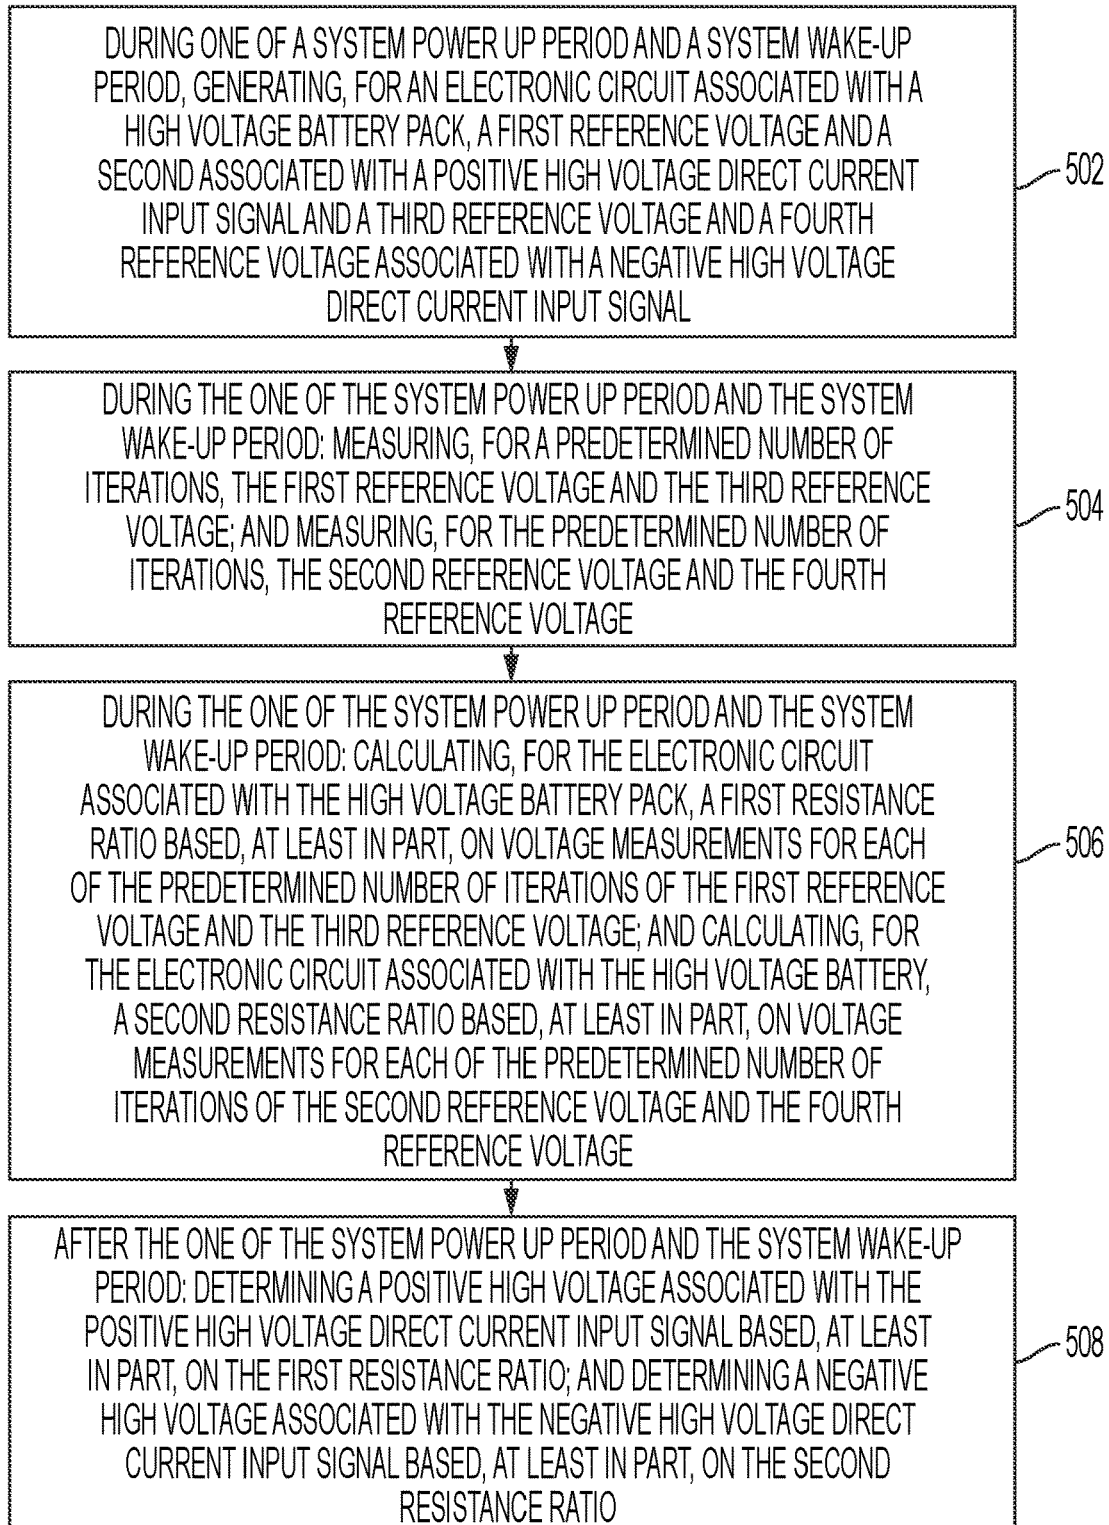 DURING ONE OF A SYSTEM POWER UP PERIOD AND A SYSTEM WAKE-UP
PERIOD, GENERATING, FOR AN ELECTRONIC CIRCUIT ASSOCIATED WITH A
HIGH VOLTAGE BATTERY PACK, A FIRST REFERENCE VOLTAGE AND A
SECOND ASSOCIATED WITH A POSITIVE HIGH VOLTAGE DIRECT CURRENT
INPUT SIGNAL AND A THIRD REFERENCE VOLTAGE AND A FOURTH
REFERENCE VOLTAGE ASSOCIATED WITH A NEGATIVE HIGH VOLTAGE
DIRECT CURRENT INPUT SIGNAL
502
DURING THE ONE OF THE SYSTEM POWER UP PERIOD AND THE SYSTEM
WAKE-UP PERIOD: MEASURING, FOR A PREDETERMINED NUMBER OF
ITERATIONS, THE FIRST REFERENCE VOLTAGE AND THE THIRD REFERENCE
VOLTAGE; AND MEASURING, FOR THE PREDETERMINED NUMBER OF
ITERATIONS, THE SECOND REFERENCE VOLTAGE AND THE FOURTH
REFERENCE VOLTAGE
504
DURING THE ONE OF THE SYSTEM POWER UP PERIOD AND THE SYSTEM
WAKE-UP PERIOD: CALCULATING, FOR THE ELECTRONIC CIRCUIT
ASSOCIATED WITH THE HIGH VOLTAGE BATTERY PACK, A FIRST RESISTANCE
RATIO BASED, AT LEAST IN PART, ON VOLTAGE MEASUREMENTS FOR EACH
OF THE PREDETERMINED NUMBER OF ITERATIONS OF THE FIRST REFERENCE
VOLTAGE AND THE THIRD REFERENCE VOLTAGE; AND CALCULATING, FOR
THE ELECTRONIC CIRCUIT ASSOCIATED WITH THE HIGH VOLTAGE BATTERY,
A SECOND RESISTANCE RATIO BASED, AT LEAST IN PART, ON VOLTAGE
MEASUREMENTS FOR EACH OF THE PREDETERMINED NUMBER OF
ITERATIONS OF THE SECOND REFERENCE VOLTAGE AND THE FOURTH
REFERENCE VOLTAGE
506
AFTER THE ONE OF THE SYSTEM POWER UP PERIOD AND THE SYSTEM WAKE-UP
PERIOD: DETERMINING A POSITIVE HIGH VOLTAGE ASSOCIATED WITH THE
POSITIVE HIGH VOLTAGE DIRECT CURRENT INPUT SIGNAL BASED, AT LEAST
IN PART, ON THE FIRST RESISTANCE RATIO; AND DETERMINING A NEGATIVE
HIGH VOLTAGE ASSOCIATED WITH THE NEGATIVE HIGH VOLTAGE DIRECT
CURRENT INPUT SIGNAL BASED, AT LEAST IN PART, ON THE SECOND
RESISTANCE RATIO
508